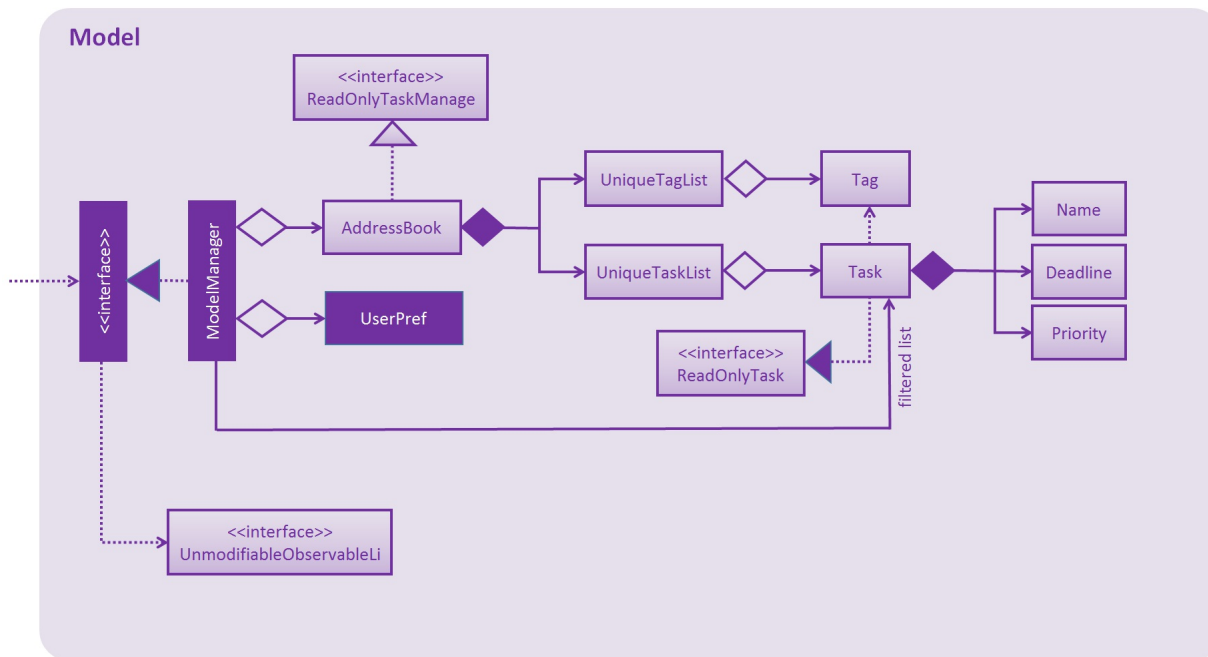 Model
<<interface>>
ReadOnlyTaskManage
UniqueTagList
Tag
Name
<<interface>>
ModelManager
AddressBook
UniqueTaskList
Task
Deadline
UserPref
Priority
<<interface>>
ReadOnlyTask
filtered list
<<interface>>
UnmodifiableObservableLi